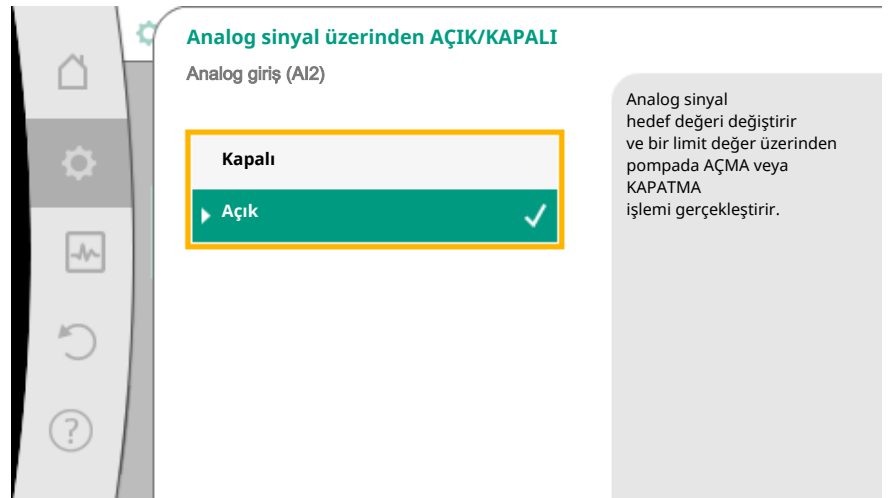 Analog sinyal üzerinden AÇIK/KAPALI
Analog giriş (AI2)
Kapalı
Açık
Analog sinyal
hedef değeri değiştirir
ve bir limit değer üzerinden
pompada AÇMA veya
KAPATMA
işlemi gerçekleştirir.